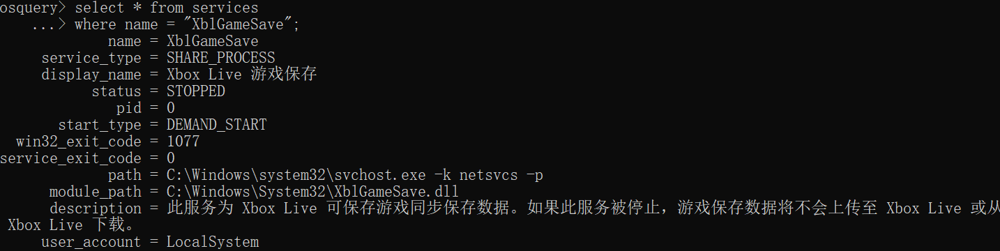 osquery> select * from services
...> where name = "XblGameSave";
name = XblGameSave
service_type = SHARE_PROCESS
display_name = Xbox Live 游戏保存
status = STOPPED
pid = 0
start_type = DEMAND_START
win32_exit_code = 1077
service_exit_code = 0
path = C:\Windows\system32\svchost.exe -k netsvcs -p
module_path = C:\Windows\System32\XblGameSave.dll
description = 此服务为 Xbox Live 可保存游戏同步保存数据。如果此服务被停止，游戏保存数据将不会上传至 Xbox Live 或从
Xbox Live 下载。
user_account = LocalSystem